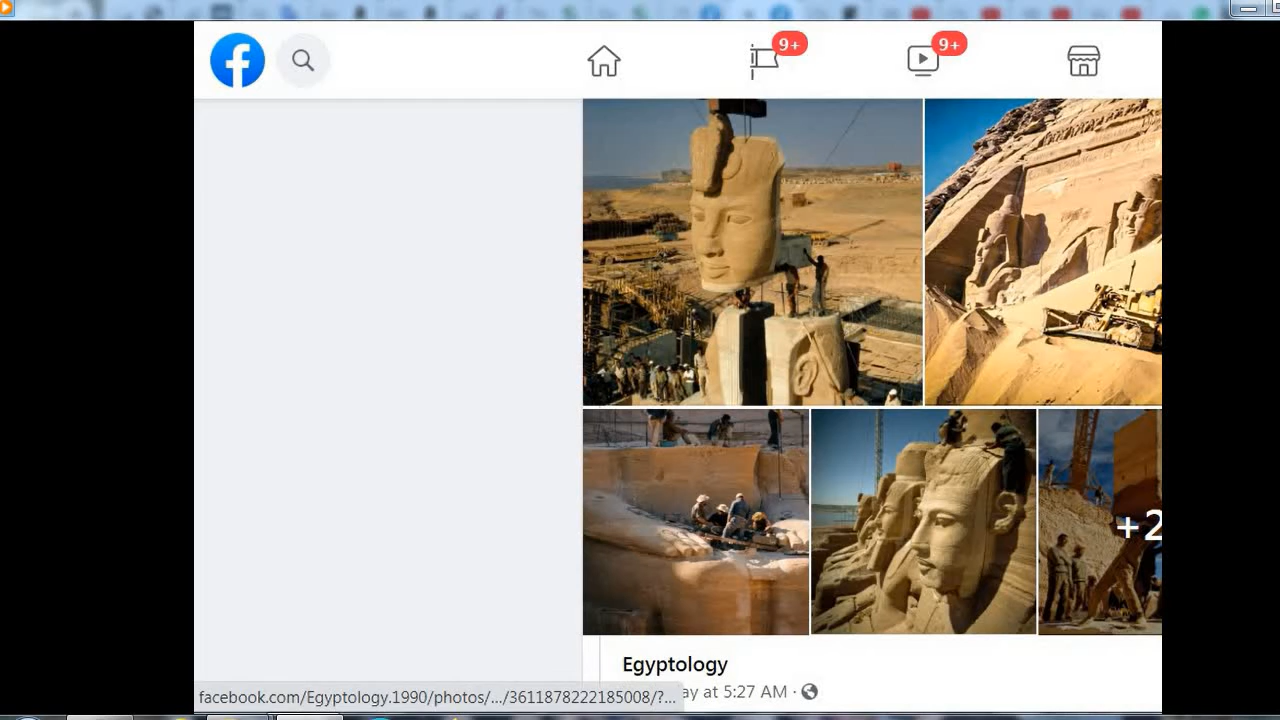 9+
9+
+2
Egyptology
ay at 5:27 AM ·
facebook.com/Egyptology.1990/photos/.../3611878222185008/?...